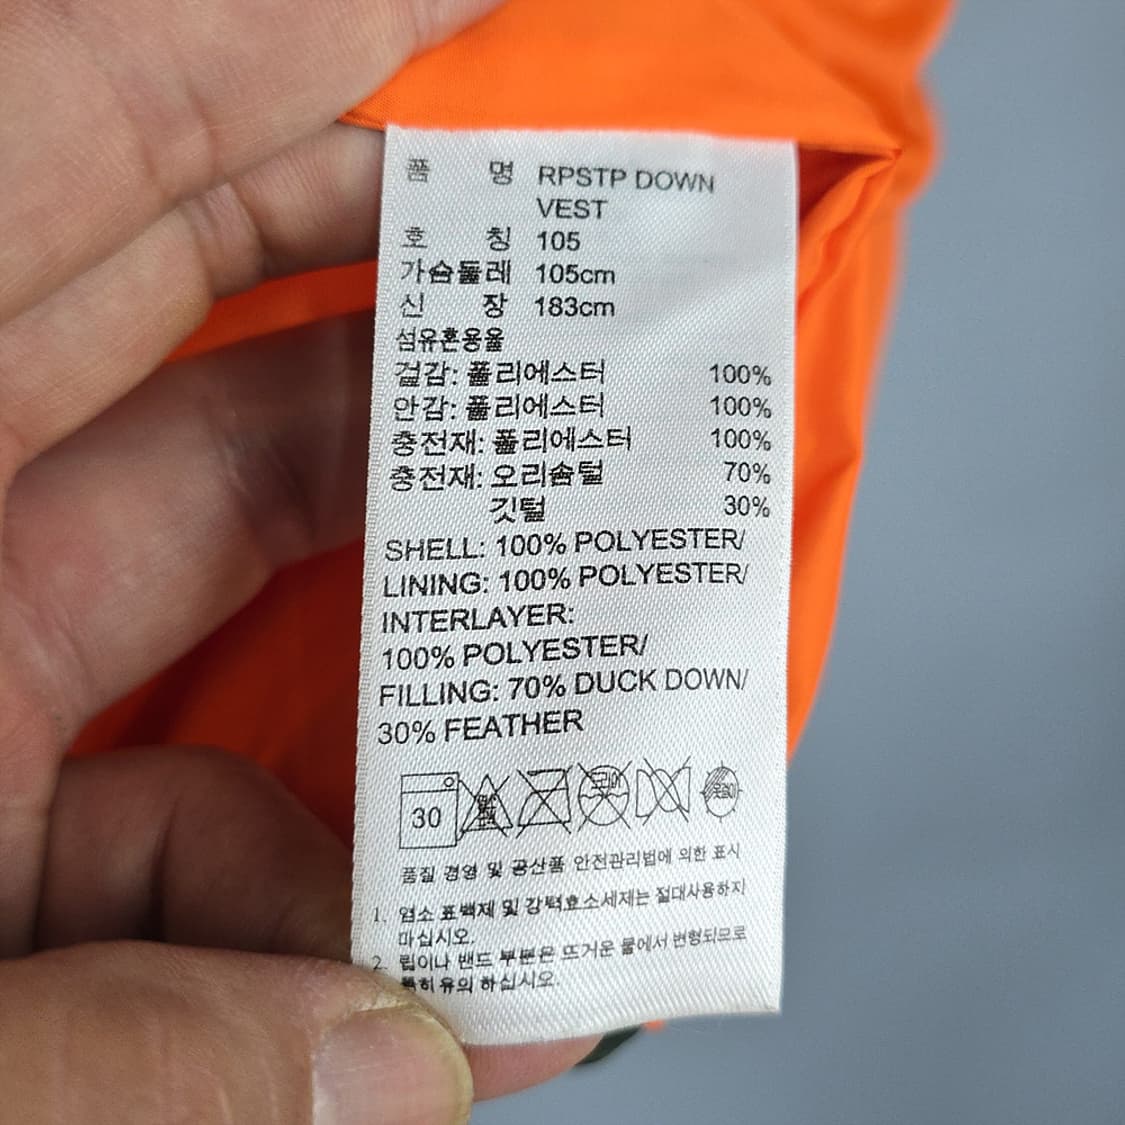 품 명 RPSTP DOWN
VEST
호 칭 105
가슴둘레 105cm
신 장 183cm
섬유혼용율
겉감: 폴리에스터 100%
안감: 폴리에스터 100%
충전재: 폴리에스터 100%
충전재: 오리솜털 70%
깃털 30%
SHELL: 100% POLYESTER/
LINING: 100% POLYESTER/
INTERLAYER:
100% POLYESTER/
FILLING: 70% DUCK DOWN/
30% FEATHER
30
품질 경영 및 공산품 안전관리법에 의한 표시
1. 염소 표백제 및 강력효소세제는 절대사용하지
마십시오.
2. 립이나 밴드 부분은 뜨거운 물에서 변형되므로
특히 유의 하십시오.